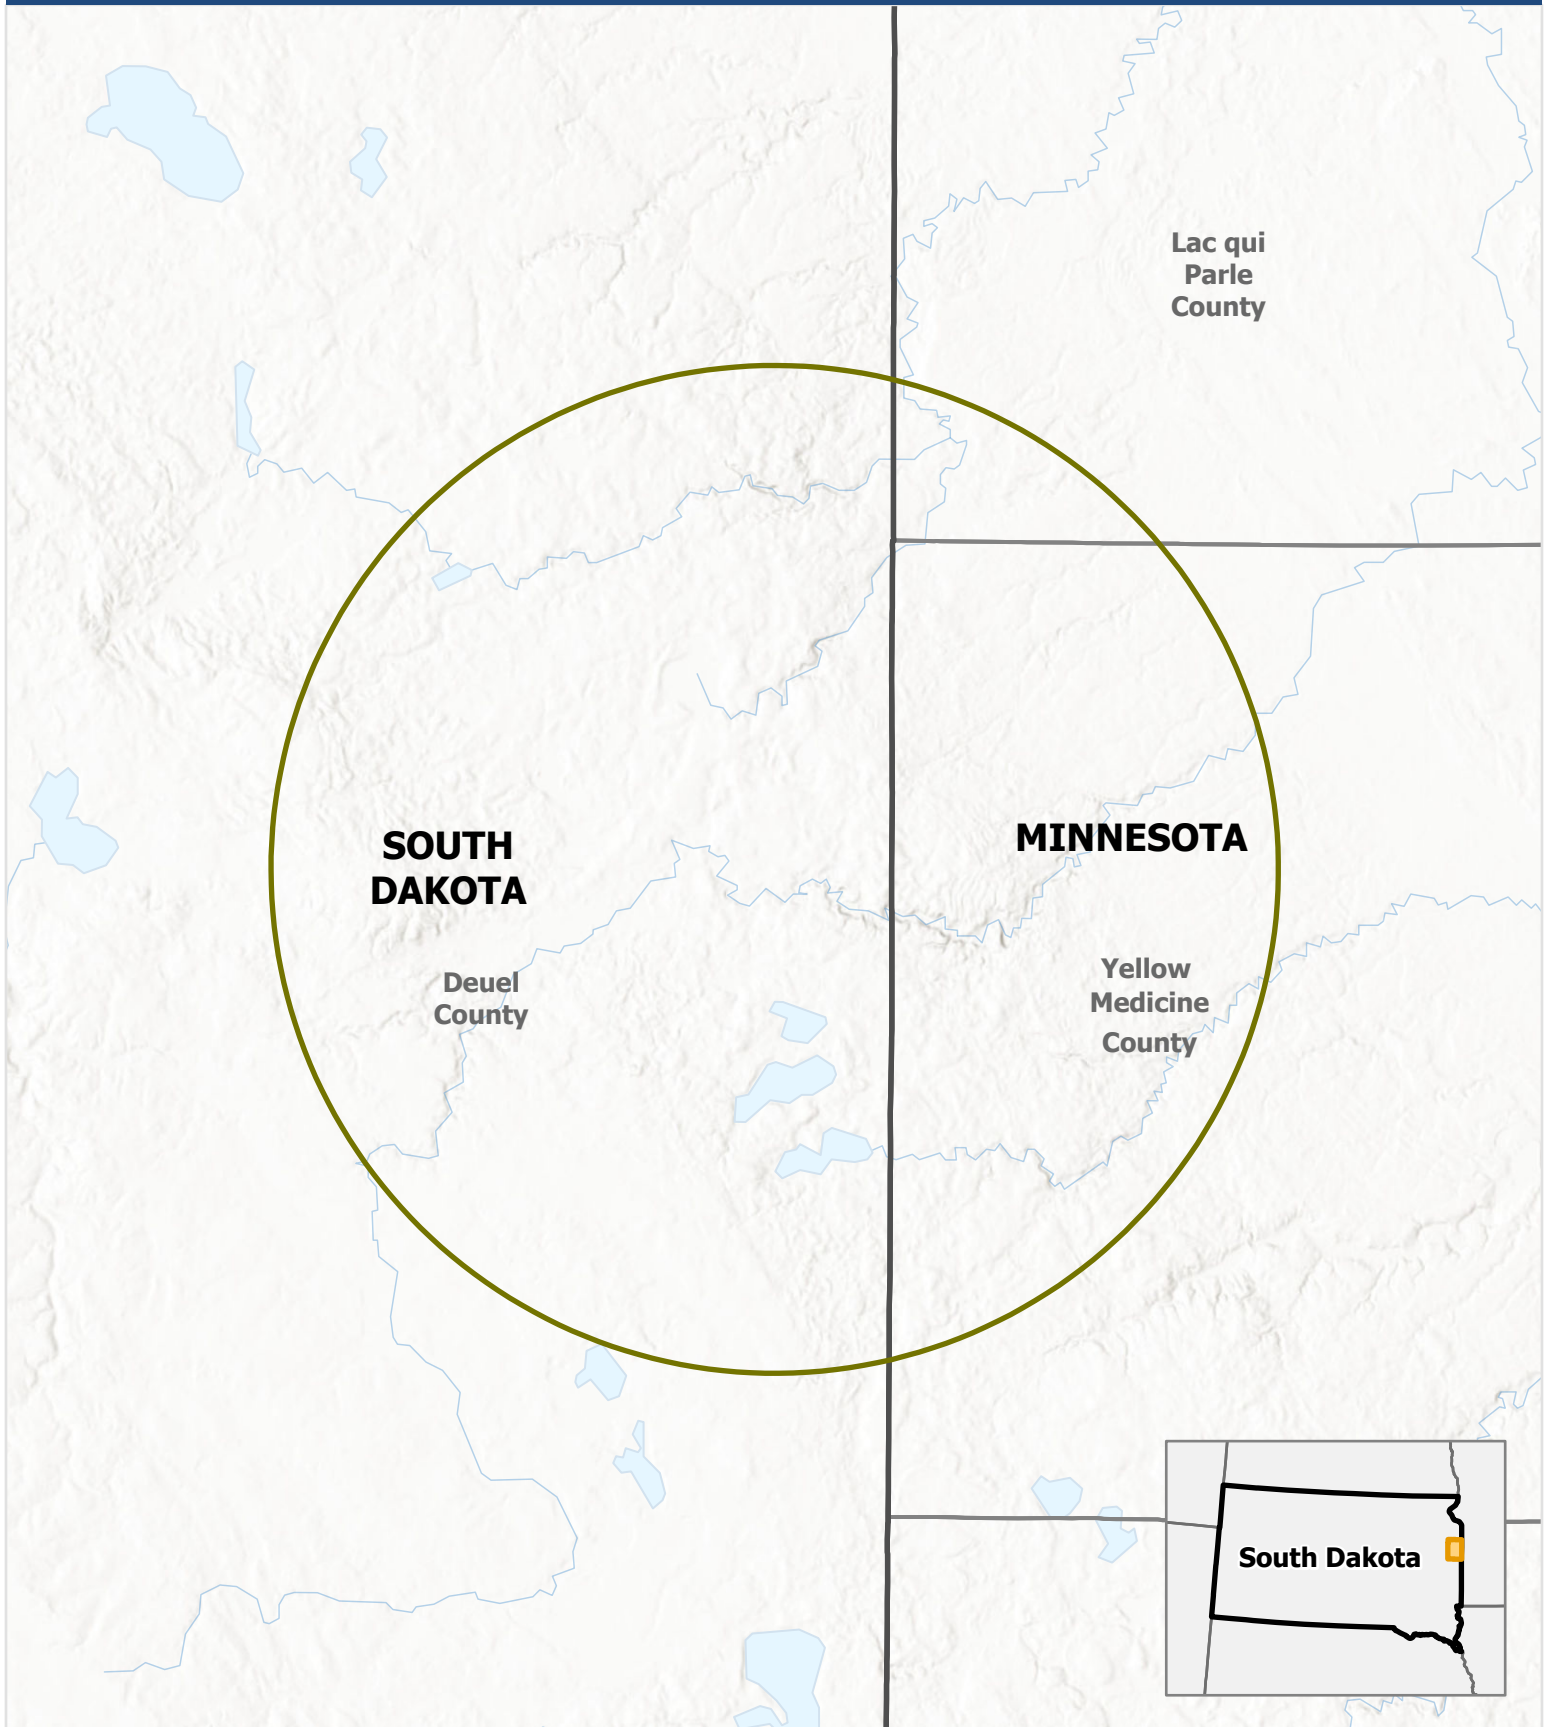 Lac qui
Parle
County
SOUTH
DAKOTA
MINNESOTA
Deuel
County
Yellow
Medicine
County
South Dakota